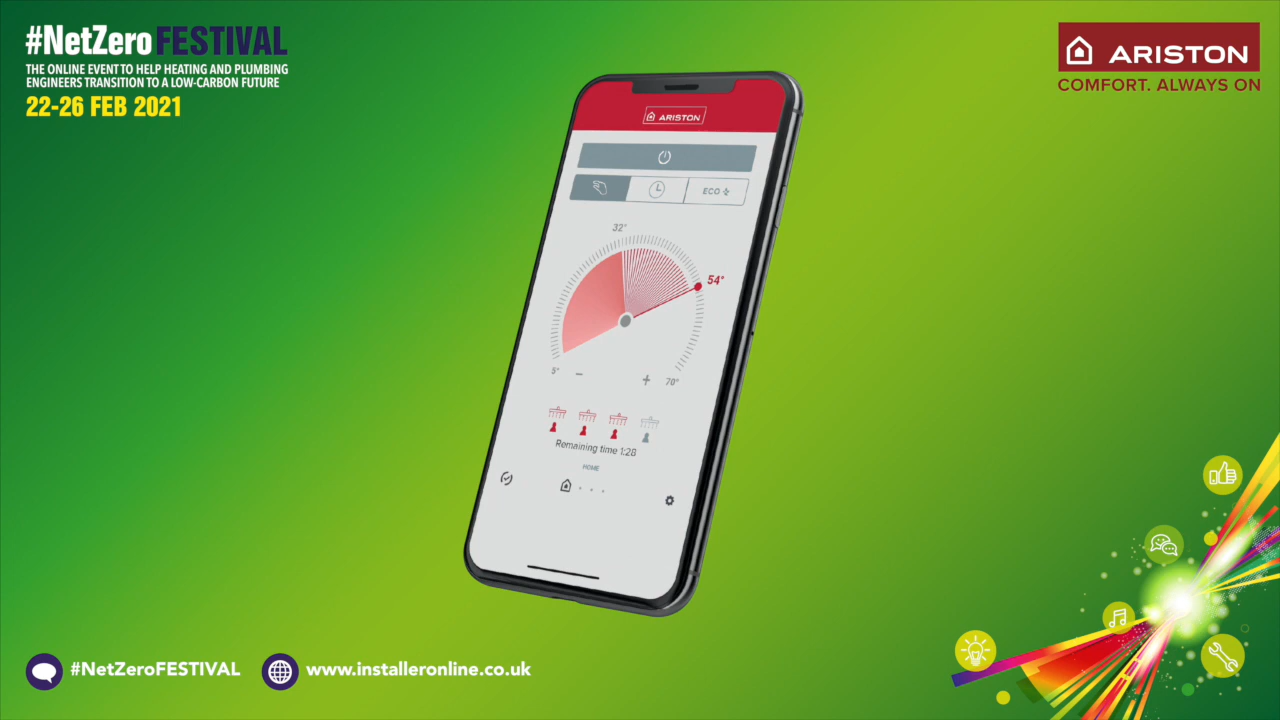 #NetZero FESTIVAL
THE ONLINE EVENT TO HELP HEATING AND PLUMBING
ENGINEERS TRANSITION TO A LOW-CARBON FUTURE
22-26 FEB 2021
ARISTON
COMFORT. ALWAYS ON
ARISTON
ECO
32°
54°
5°
−
+
70°
Remaining time 1:28
HOME
#NetZeroFESTIVAL
www.installeronline.co.uk